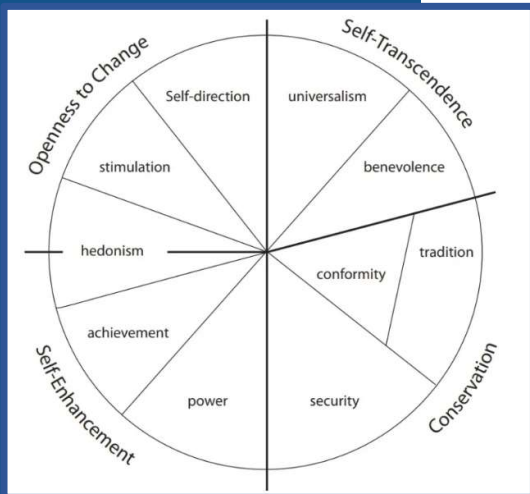 Openness to Change
Self-Transcendence
Self-direction
universalism
stimulation
benevolence
hedonism
tradition
conformity
achievement
Self-Enhancement
Conservation
power
security